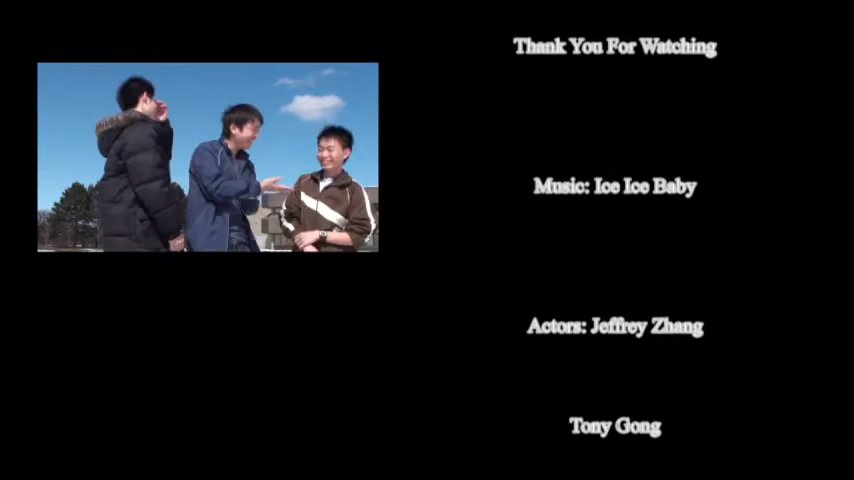 Thank You For Watching
Music: Ice Ice Baby
Actors: Jeffrey Zhang
Tony Gong